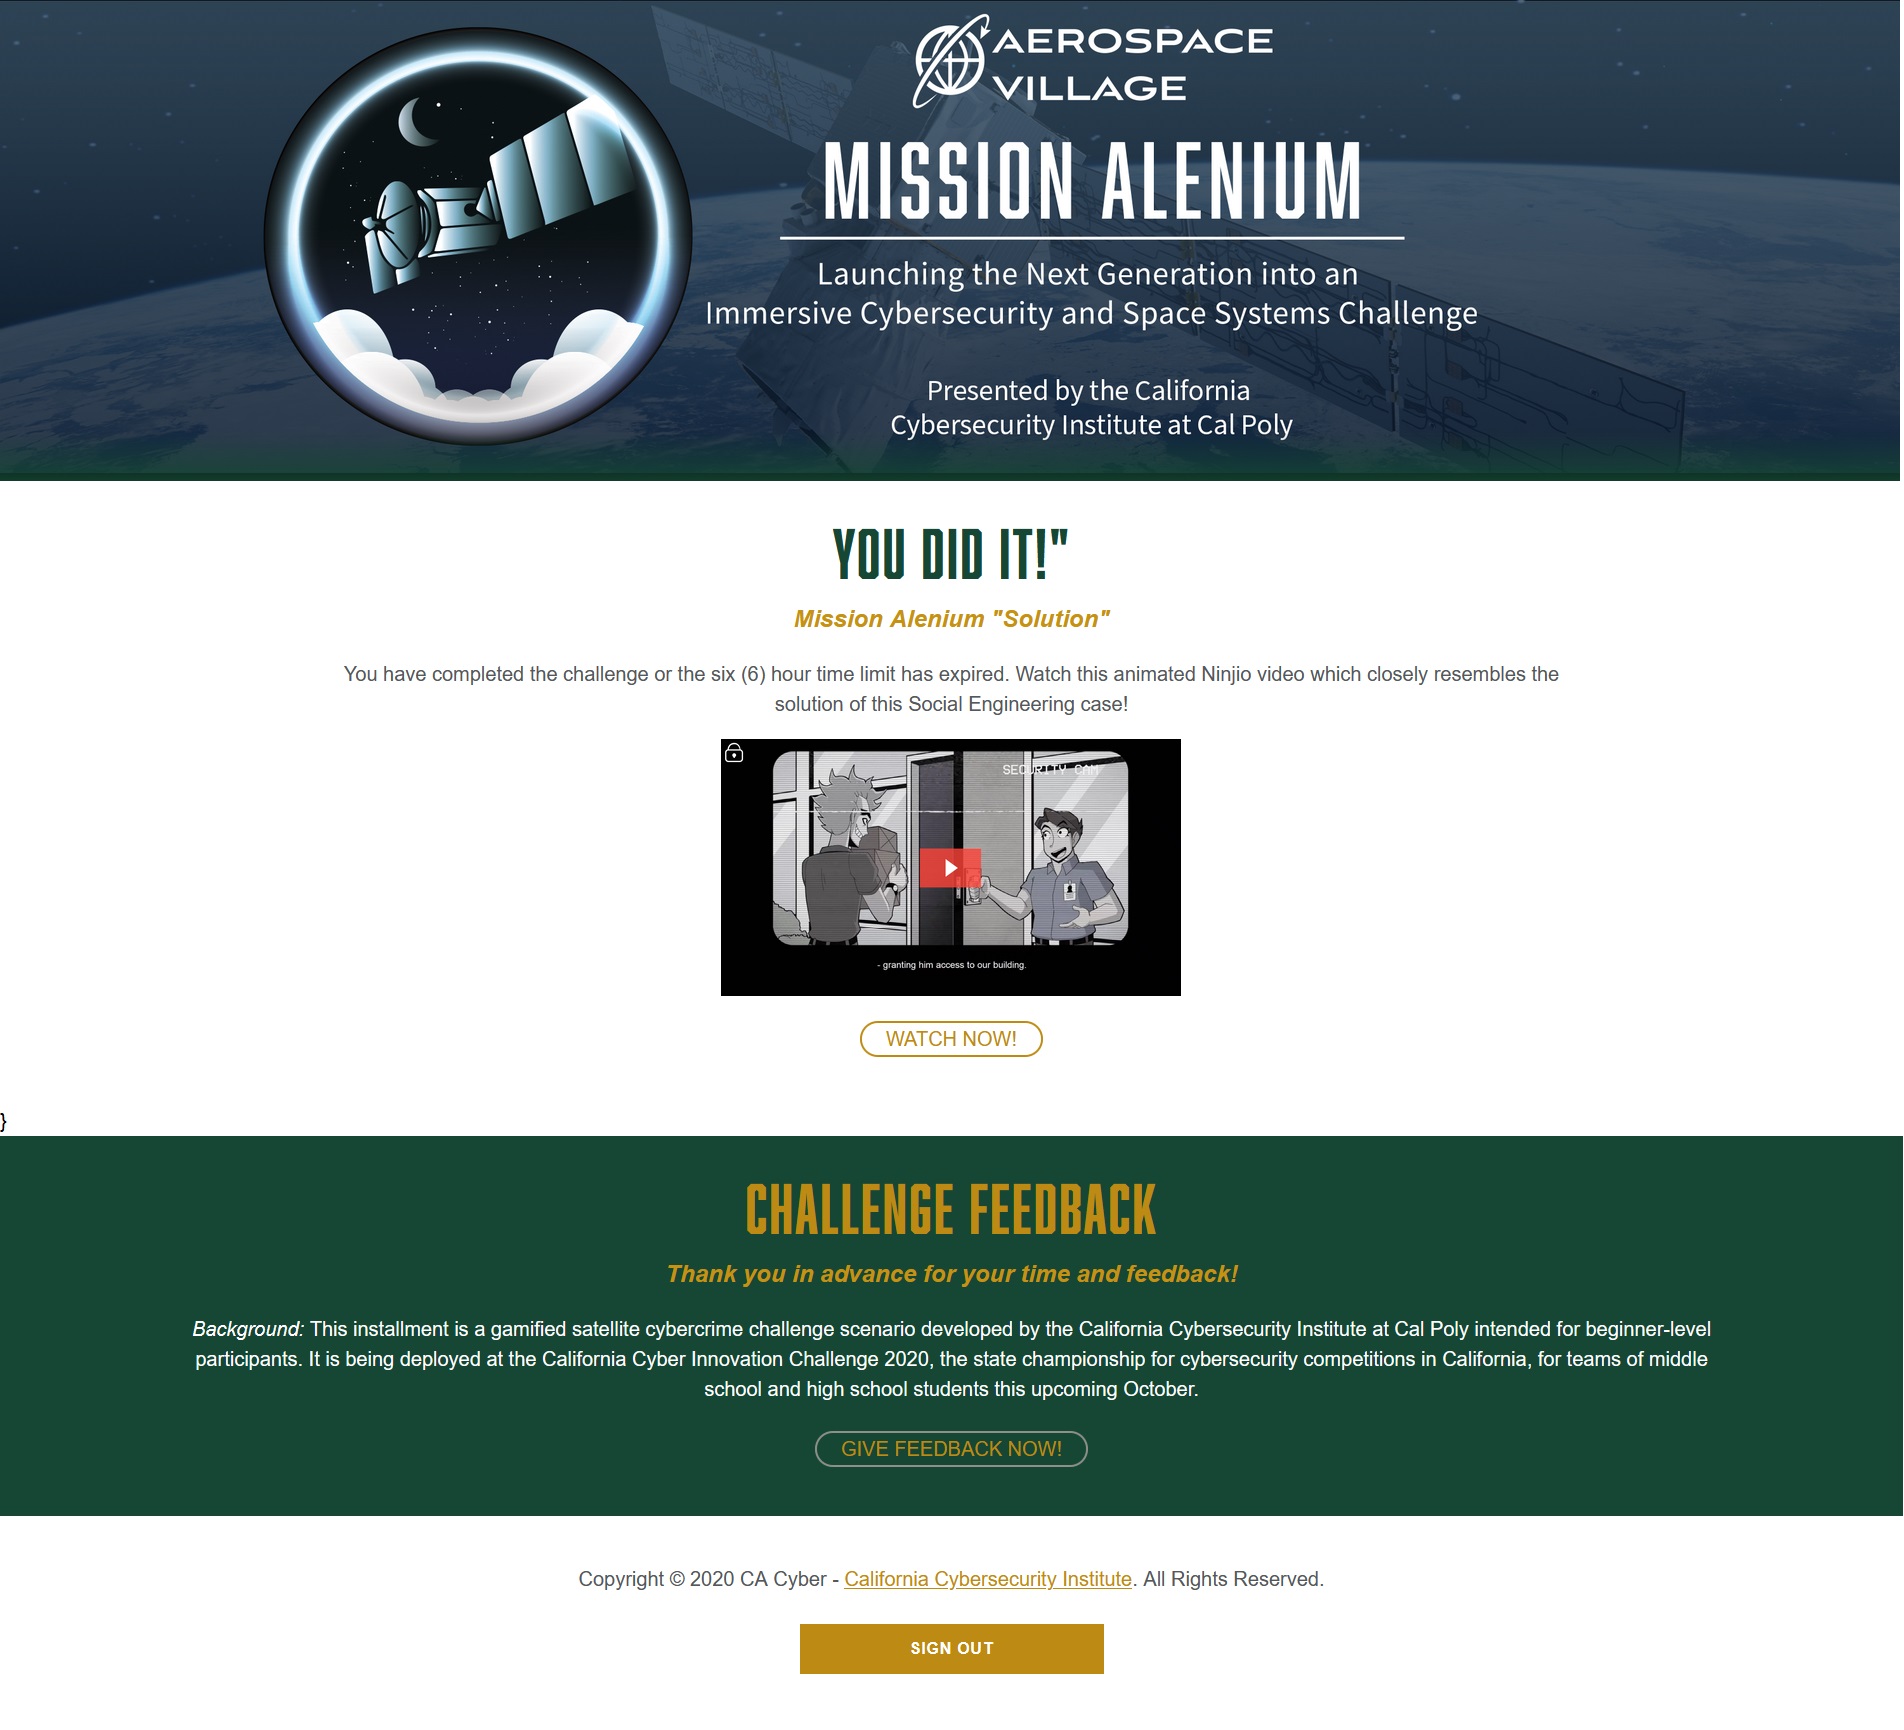 AEROSPACE
VILLAGE
MISSION ALENIUM
Launching the Next Generation into an
Immersive Cybersecurity and Space Systems Challenge
Presented by the California
Cybersecurity Institute at Cal Poly
YOU DID IT!"
Mission Alenium "Solution"
You have completed the challenge or the six (6) hour time limit has expired. Watch this animated Ninjio video which closely resembles the
solution of this Social Engineering case!
SECURITY CAM
- granting him access to our building.
WATCH NOW!
}
CHALLENGE FEEDBACK
Thank you in advance for your time and feedback!
Background: This installment is a gamified satellite cybercrime challenge scenario developed by the California Cybersecurity Institute at Cal Poly intended for beginner-level
participants. It is being deployed at the California Cyber Innovation Challenge 2020, the state championship for cybersecurity competitions in California, for teams of middle
school and high school students this upcoming October.
GIVE FEEDBACK NOW!
Copyright © 2020 CA Cyber - California Cybersecurity Institute. All Rights Reserved.
SIGN OUT